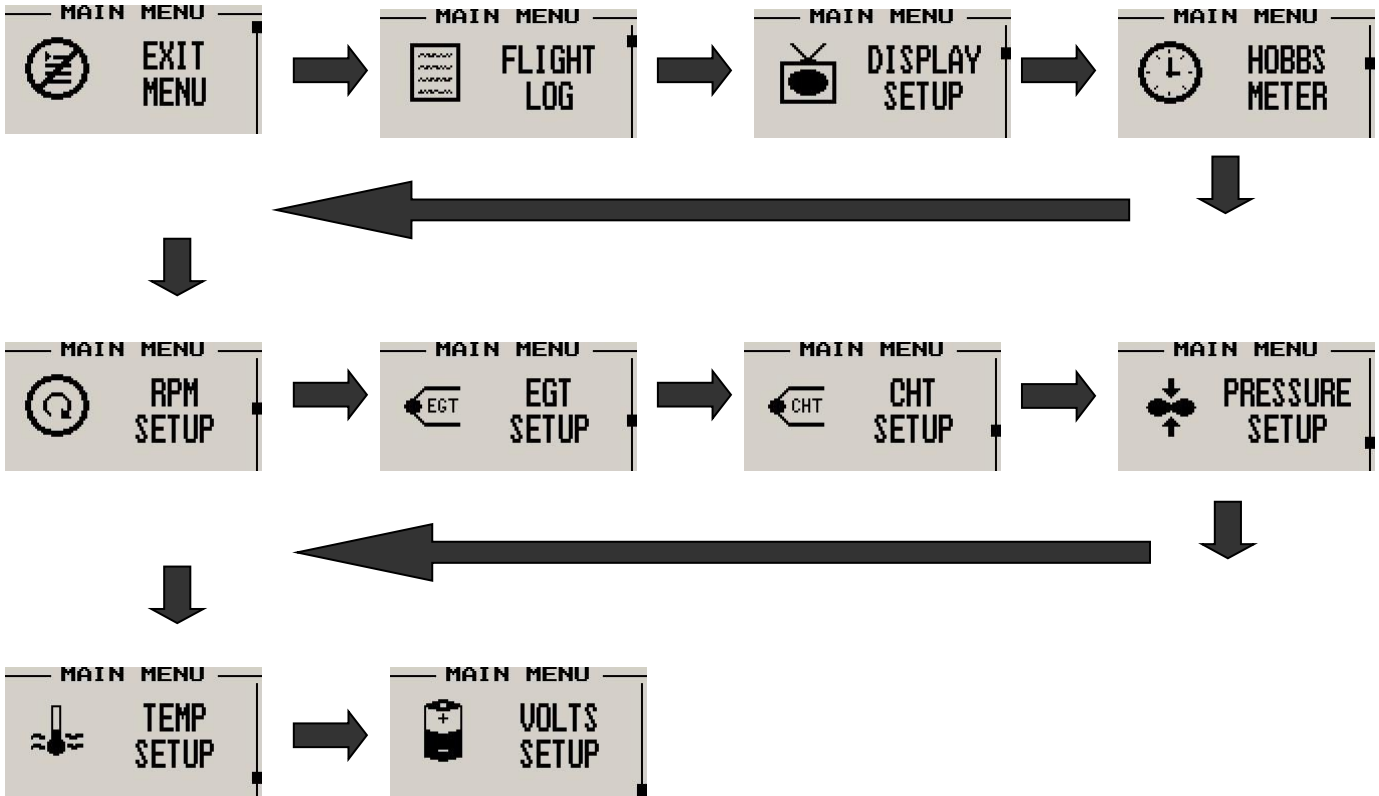 MAIN MENU
EXIT
MENU
MAIN MENU
FLIGHT
LOG
MAIN MENU
DISPLAY
SETUP
MAIN MENU
HOBBS
METER
MAIN MENU
RPM
SETUP
MAIN MENU
EGT
EGT
SETUP
MAIN MENU
CHT
CHT
SETUP
MAIN MENU
PRESSURE
SETUP
MAIN MENU
TEMP
SETUP
MAIN MENU
+
VOLTS
SETUP